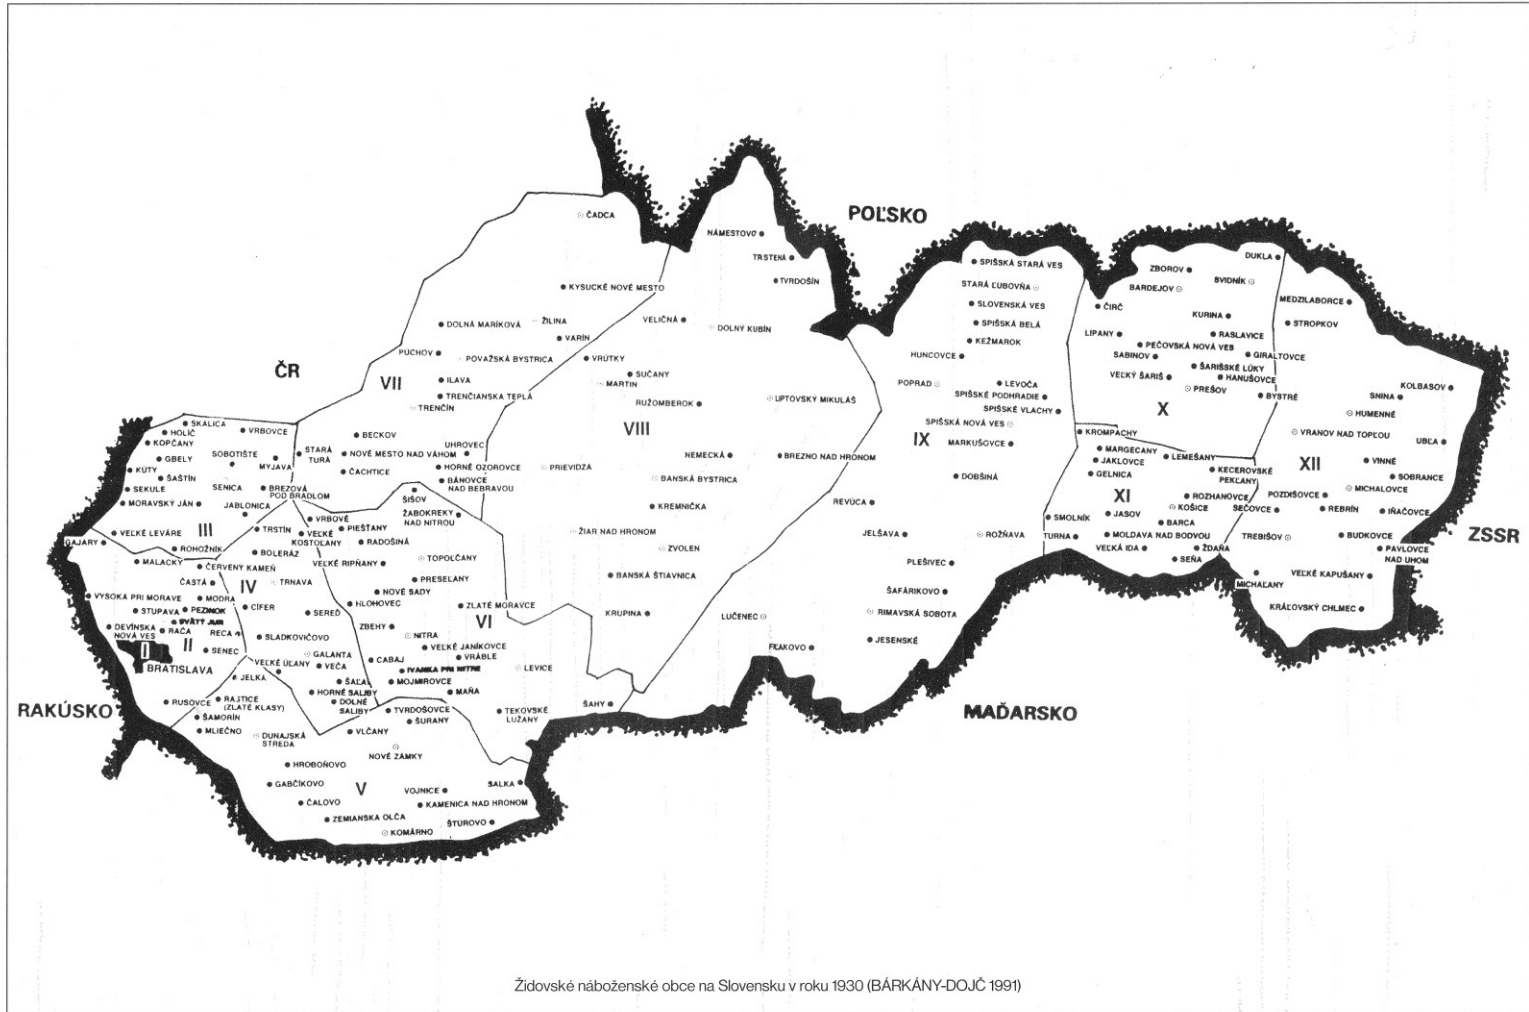 POĽSKO
ČADCA
NÁMESTOVO
TRSTENÁ
TVRDOŠÍN
KYSUCKÉ NOVÉ MESTO
DOLNÁ MARÍKOVÁ
ŽILINA
VELIČNÁ
DOLNÝ KUBÍN
VARÍN
PÚCHOV
POVAŽSKÁ BYSTRICA
VRÚTKY
SUČANY
MARTIN
ČR
VII
ILAVA
TRENČIANSKA TEPLÁ
TRENČÍN
RUŽOMBEROK
LIPTOVSKÝ MIKULÁŠ
VIII
BECKOV
UHROVEC
STARÁ
TURÁ
NOVÉ MESTO NAD VÁHOM
ČACHTICE
HORNÉ OZOROVCE
BÁNOVCE
NAD BEBRAVOU
PRIEVIDZA
NEMECKÁ
BREZNO NAD HRONOM
BANSKÁ BYSTRICA
KREMNIČKA
ŽIAR NAD HRONOM
ZVOLEN
BANSKÁ ŠTIAVNICA
KRUPINA
LUČENEC
FIĽAKOVO
ŠAHY
SKALICA
HOLÍČ
VRBOVCE
KOPČANY
GBELY
SOBOTIŠTE
MYJAVA
KÚTY
ŠAŠTÍN
SENICA
BREZOVÁ
POD BRADLOM
SEKULE
MORAVSKÝ JÁN
JABLONICA
III
VEĽKÉ LEVÁRE
GAJARY
ROHOŽNÍK
TRSTÍN
BOLERÁZ
VRBOVÉ
VEĽKÉ
KOSTOĽANY
PIEŠŤANY
RADOŠINÁ
ŠIŠOV
ŽABOKREKY
NAD NITROU
TOPOĽČANY
VEĽKÉ RIPŇANY
PRESEĽANY
NOVÉ SADY
HLOHOVEC
ZLATÉ MORAVCE
VI
ZBEHY
NITRA
VEĽKÉ JANÍKOVCE
VRÁBLE
CABAJ
IVANKA PRI NITRE
MOJMÍROVCE
MAŇA
LEVICE
TEKOVSKÉ
LUŽANY
MALACKY
ČERVENÝ KAMEŇ
IV
ČASTÁ
TRNAVA
VYSOKÁ PRI MORAVE
MODRA
CÍFER
SEREĎ
STUPAVA
PEZINOK
SVÄTÝ JUR
DEVÍNSKA
NOVÁ VES
RAČA
RECA
SLADKOVIČOVO
II
SENEC
GALANTA
BRATISLAVA
VEĽKÉ ÚĽANY
VEČA
JELKA
ŠAĽA
HORNÉ SALIBY
DOLNÉ
SALIBY
RAKÚSKO
RUSOVCE
RAJTICE
(ZLATÉ KLASY)
ŠAMORÍN
MLIEČNO
DUNAJSKÁ
STREDA
TVRDOŠOVCE
ŠURANY
VLČANY
NOVÉ ZÁMKY
HROBOŇOVO
GABČÍKOVO
V
ČALOVO
VOJNICE
SALKA
KAMENICA NAD HRONOM
ZEMIANSKA OLČA
KOMÁRNO
ŠTÚROVO
SPIŠSKÁ STARÁ VES
STARÁ ĽUBOVŇA
SLOVENSKÁ VES
SPIŠSKÁ BELÁ
KEŽMAROK
HUNCOVCE
POPRAD
LEVOČA
SPIŠSKÉ PODHRADIE
SPIŠSKÉ VLACHY
SPIŠSKÁ NOVÁ VES
IX
MARKUŠOVCE
DOBŠINÁ
REVÚCA
JELŠAVA
ROŽŇAVA
PLEŠIVEC
ŠAFÁRIKOVO
RIMAVSKÁ SOBOTA
JESENSKÉ
MAĎARSKO
DUKLA
ZBOROV
BARDEJOV
SVIDNÍK
ČIRČ
KURIMA
MEDZILABORCE
STROPKOV
LIPANY
RASLAVICE
PEČOVSKÁ NOVÁ VES
SABINOV
GIRALTOVCE
ŠARIŠSKÉ LÚKY
VEĽKÝ ŠARIŠ
HANUŠOVCE
PREŠOV
X
BYSTRÉ
KOLBASOV
SNINA
HUMENNÉ
VRANOV NAD TOPĽOU
UBĽA
XII
VINNÉ
SOBRANCE
MICHALOVCE
KROMPACHY
MARGECANY
JAKLOVCE
GELNICA
LEMEŠANY
KECEROVSKÉ
PEKĽANY
XI
ROZHANOVCE
POZDIŠOVCE
SMOLNÍK
JASOV
KOŠICE
SEČOVCE
REBRÍN
IŇAČOVCE
BARCA
TURNA
MOLDAVA NAD BODVOU
TREBIŠOV
BUDKOVCE
VEĽKÁ IDA
ŽDAŇA
PAVLOVCE
NAD UHOM
SEŇA
MICHAĽANY
VEĽKÉ KAPUŠANY
KRÁĽOVSKÝ CHLMEC
ZSSR
Židovské náboženské obce na Slovensku v roku 1930 (BÁRKÁNY-DOJČ 1991)